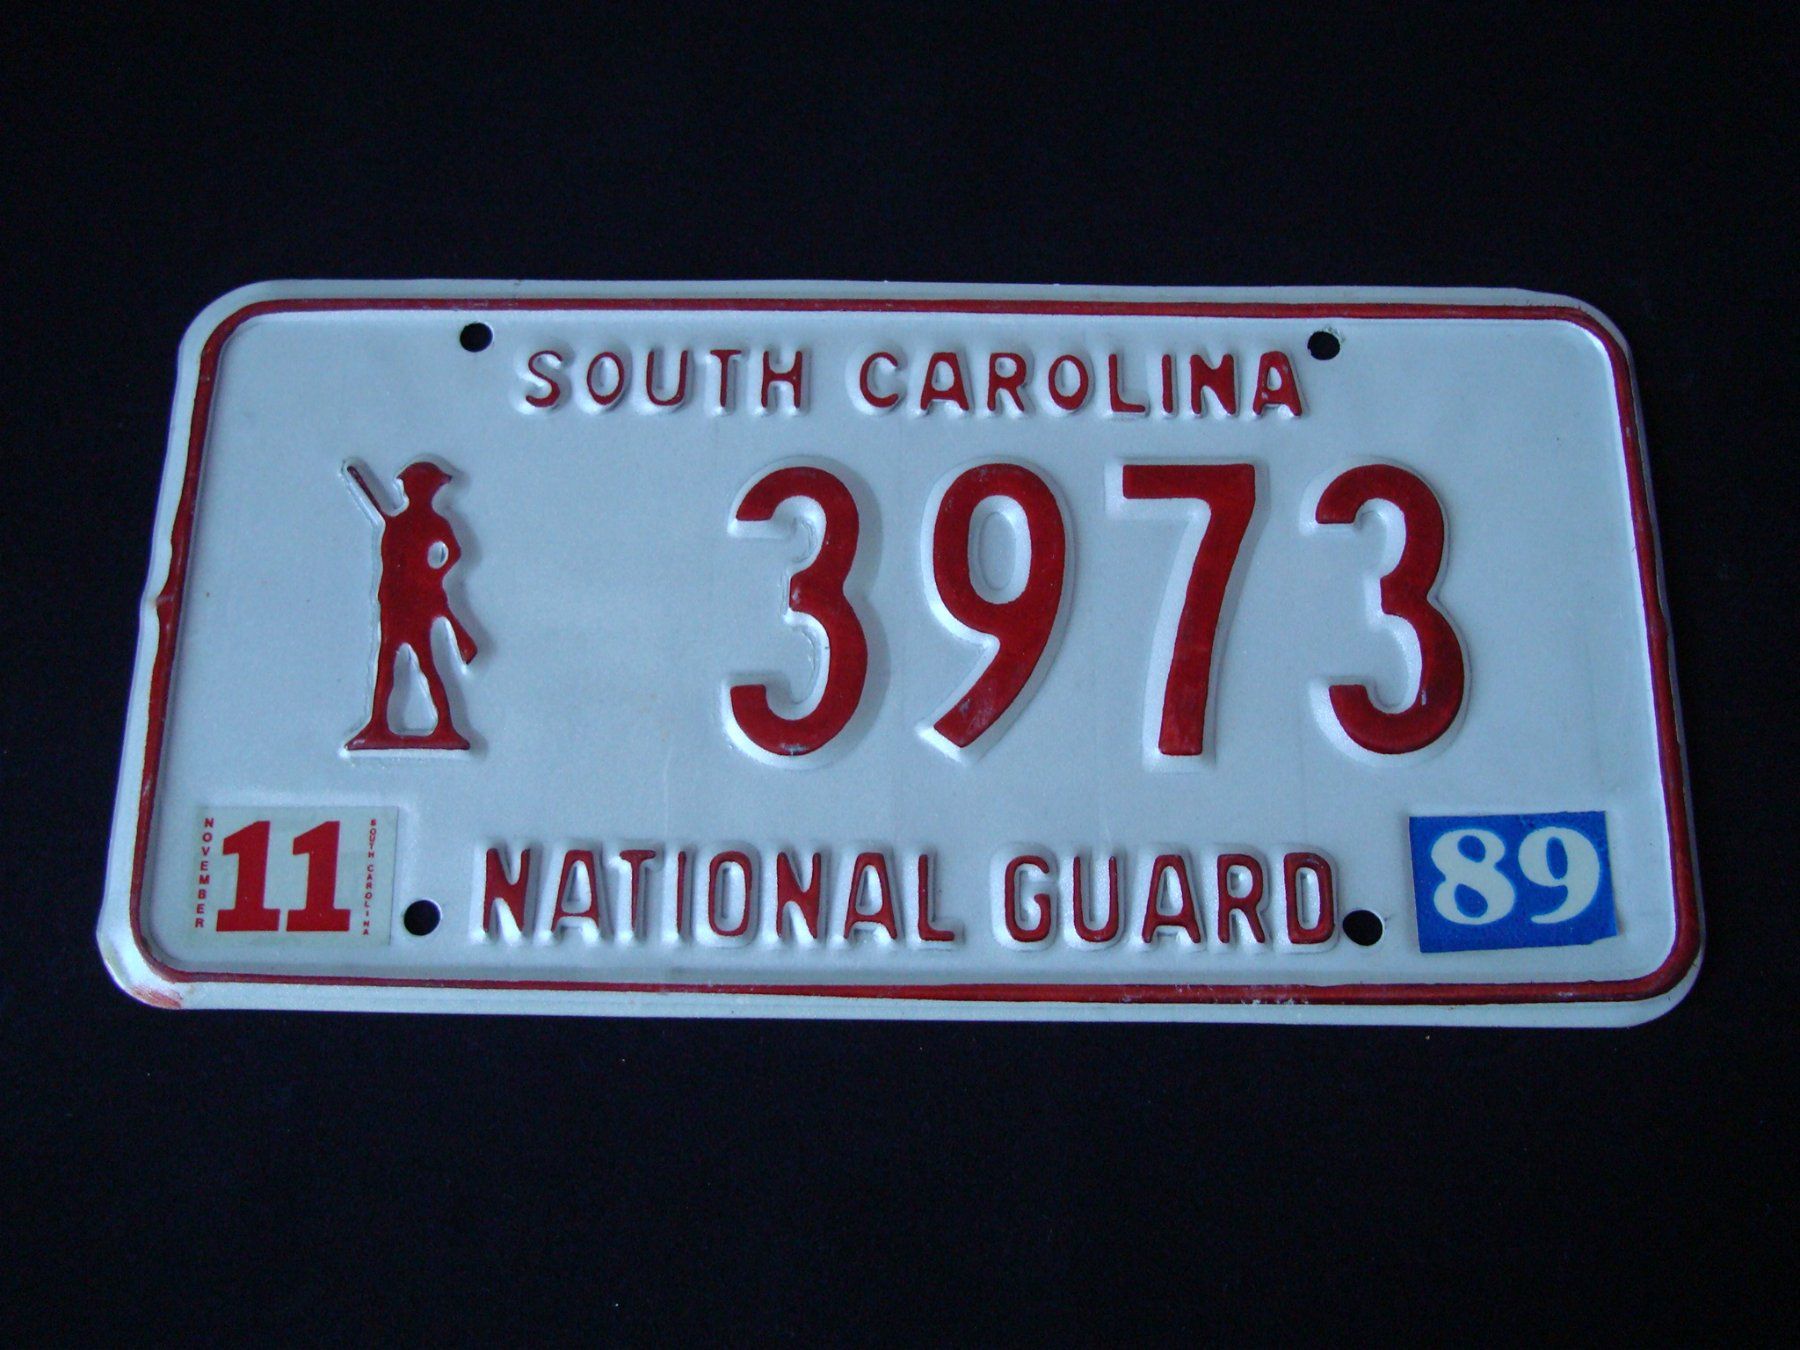 SOUTH CAROLINA
3973
NOVEMBER
11
SOUTH CAROLINA
NATIONAL GUARD
89